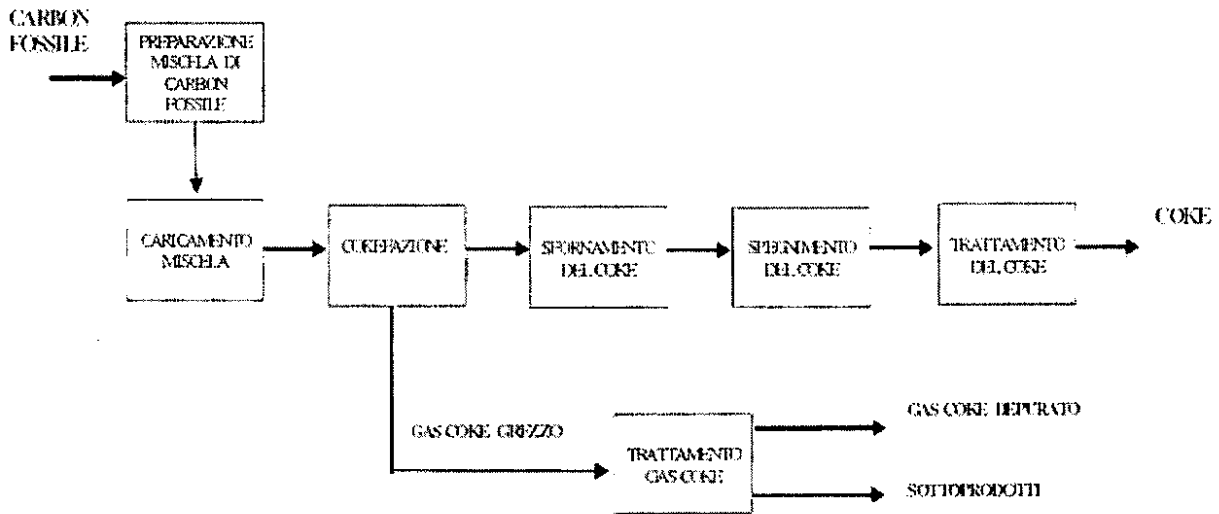 CARBON
FOSSILE
PREPARAZIONE
MISCELA DI
CARBON
FOSSILE
CARICAMENTO
MISCELA
COKEFAZIONE
SFORNAMENTO
DEL COKE
SPEGNIMENTO
DEL COKE
TRATTAMENTO
DEL COKE
COKE
GAS COKE GREZZO
TRATTAMENTO
GAS COKE
GAS COKE DEPURATO
SOTTOPRODOTTI